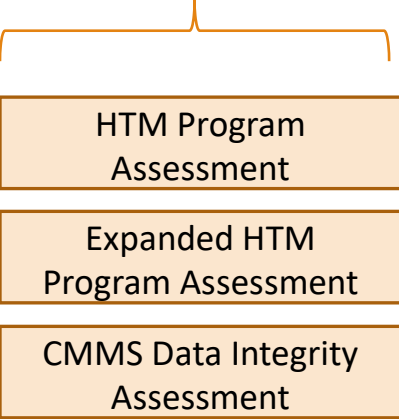 HTM Program
Assessment
Expanded HTM
Program Assessment
CMMS Data Integrity
Assessment